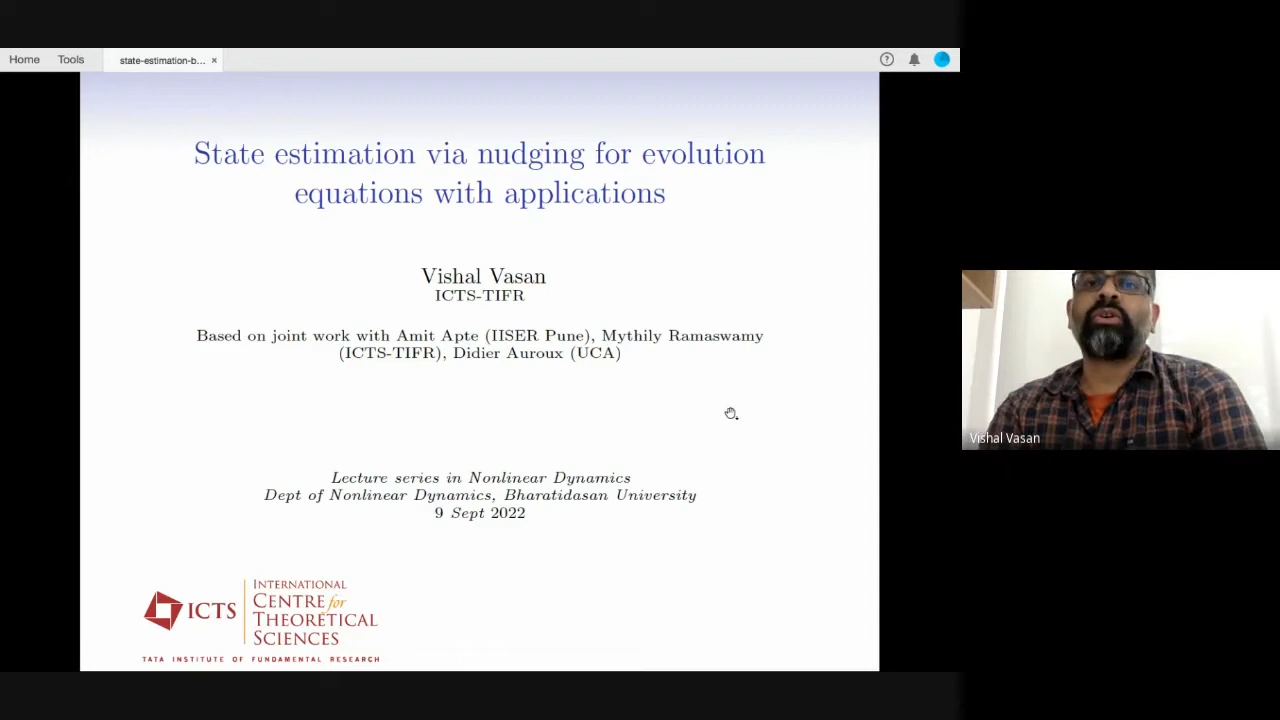 Home Tools state-estimation-b... ×
State estimation via nudging for evolution
equations with applications
Vishal Vasan
ICTS-TIFR
Based on joint work with Amit Apte (IISER Pune), Mythily Ramaswamy
(ICTS-TIFR), Didier Auroux (UCA)
Vishal Vasan
Lecture series in Nonlinear Dynamics
Dept of Nonlinear Dynamics, Bharatidasan University
9 Sept 2022
ICTS
INTERNATIONAL
CENTRE for
THEORETICAL
SCIENCES
TATA INSTITUTE OF FUNDAMENTAL RESEARCH